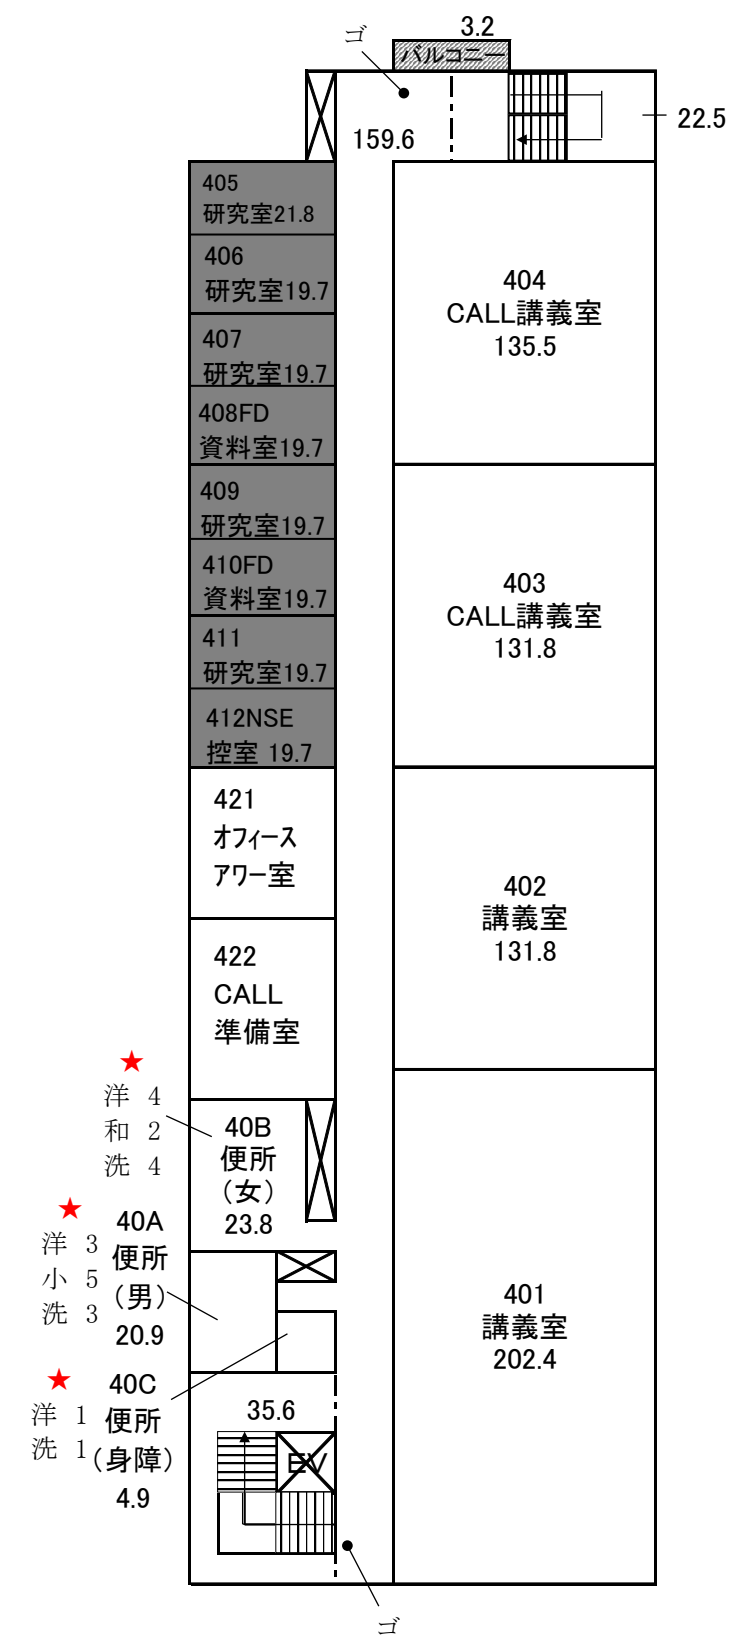 3.2
ゴ
バルコニー
22.5
159.6
405
研究室21.8
406
研究室19.7
407
研究室19.7
408FD
資料室19.7
409
研究室19.7
410FD
資料室19.7
411
研究室19.7
412NSE
控室 19.7
404
CALL講義室
135.5
403
CALL講義室
131.8
421
オフィース
アワー室
402
講義室
131.8
422
CALL
準備室
★
洋 4
和 2
洗 4
40B
便所
(女)
23.8
★
洋 3
小 5
洗 3
40A
便所
(男)
20.9
401
講義室
202.4
★
洋 1
洗 1
40C
便所
(身障)
4.9
35.6
EV
ゴ